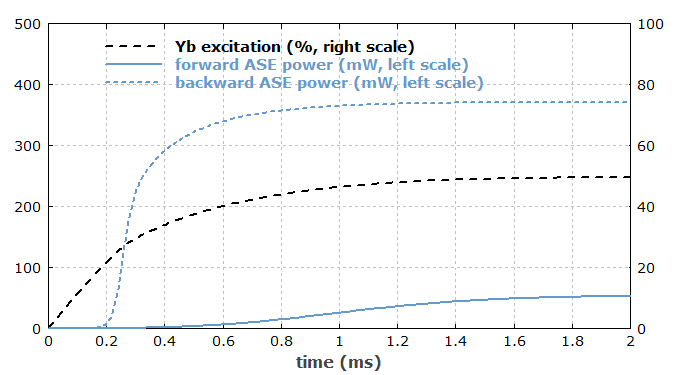 500
400
300
200
100
0
100
80
60
40
20
0
Yb excitation (%, right scale)
forward ASE power (mW, left scale)
backward ASE power (mW, left scale)
0 0.2 0.4 0.6 0.8 1 1.2 1.4 1.6 1.8 2
time (ms)